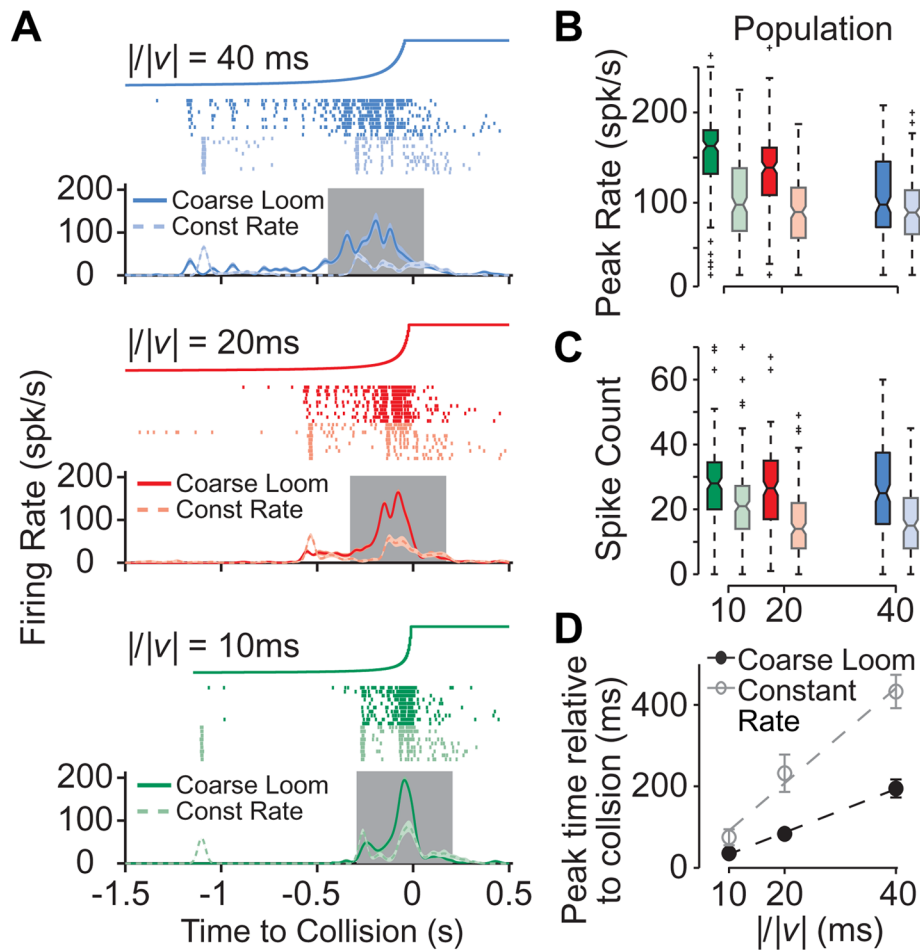 A
|/|v| = 40 ms
200
Coarse Loom
100
Const Rate
0
|/|v| = 20ms
Firing Rate (spk/s)
200
Coarse Loom
100
Const Rate
0
|/|v| = 10ms
200
Coarse Loom
100
Const Rate
0
-1.5 -1 -0.5 0 0.5
Time to Collision (s)
B
Population
Peak Rate (spk/s)
200
100
0
C
Spike Count
60
40
20
0
10 20 40
D
Peak time relative
to collsion (ms)
Coarse Loom
Constant
Rate
400
200
0
10 20 40
|/|v| (ms)